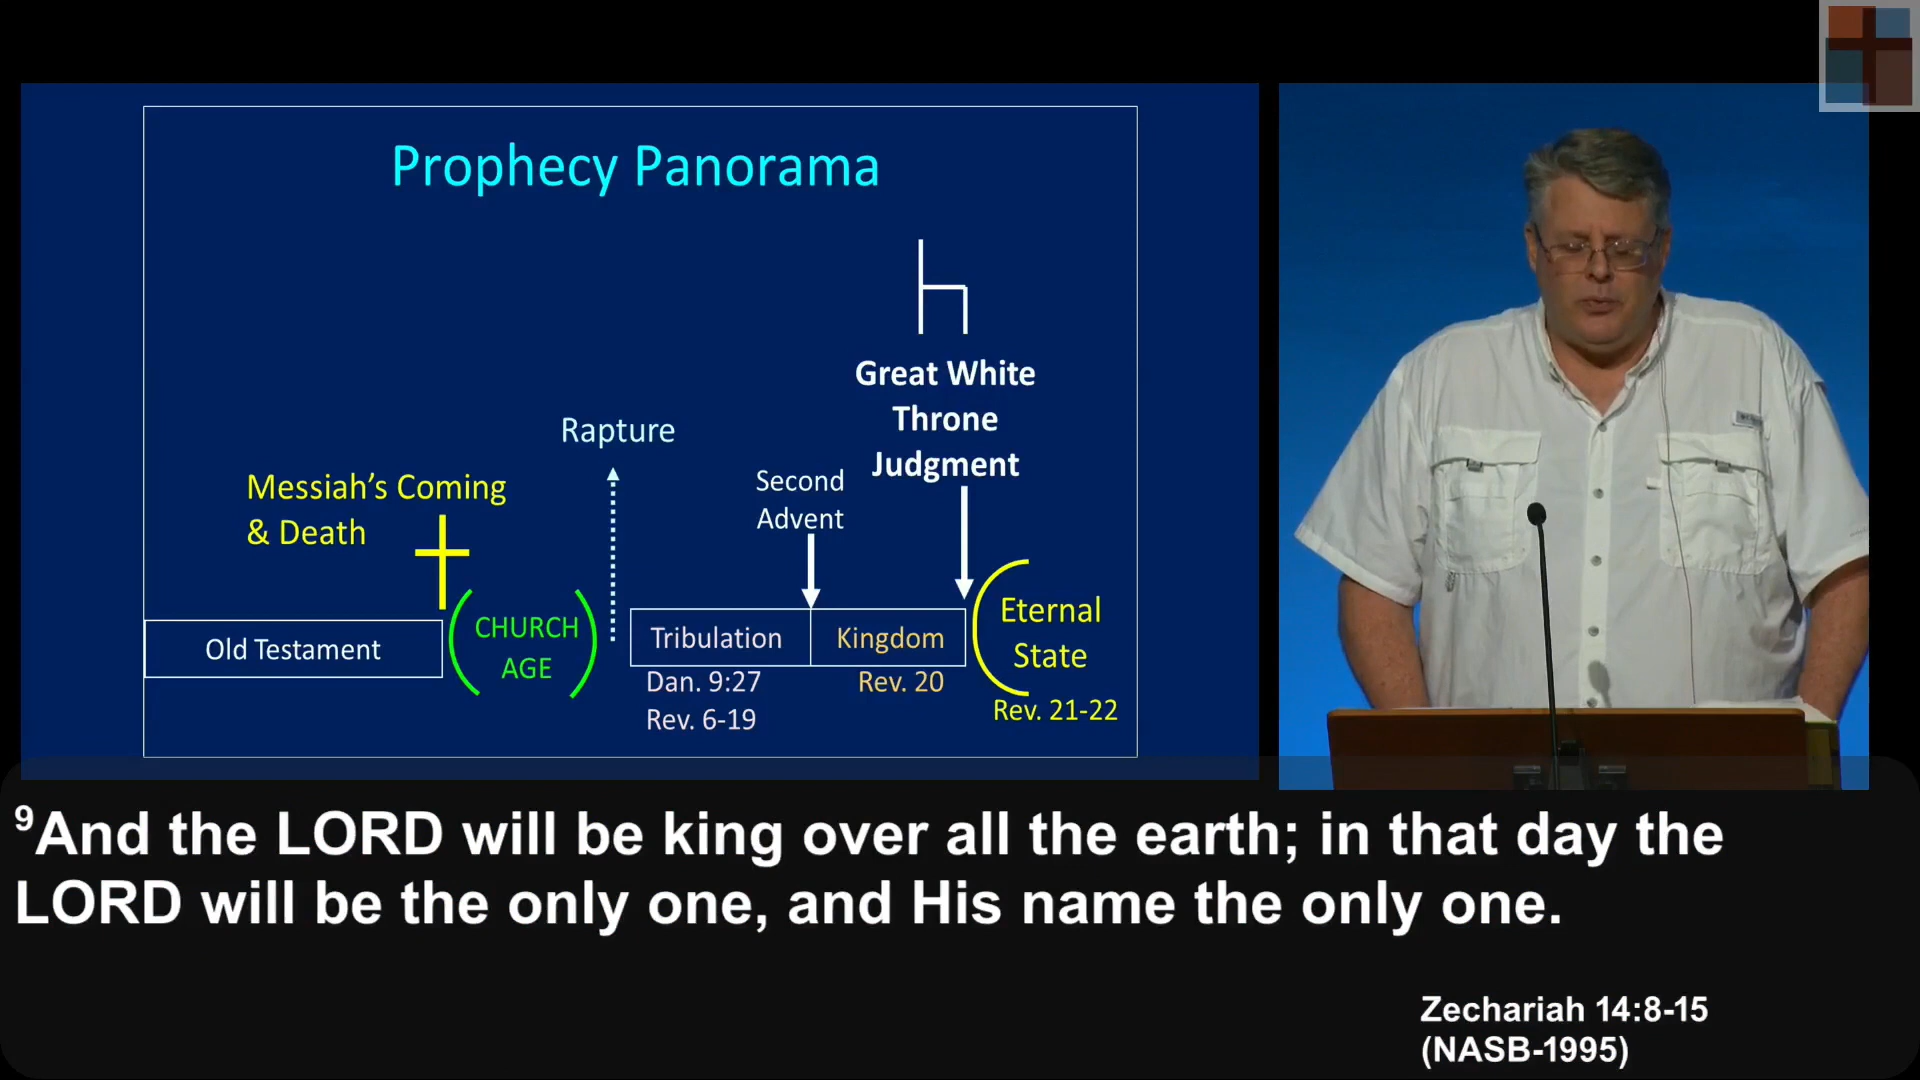 Prophecy Panorama
Great White
Throne
Judgment
Rapture
Second
Advent
Messiah's Coming
& Death
Old Testament
CHURCH
AGE
Tribulation
Kingdom
Eternal
State
Dan. 9:27
Rev. 6-19
Rev. 20
Rev. 21-22
9And the LORD will be king over all the earth; in that day the
LORD will be the only one, and His name the only one.
Zechariah 14:8-15
(NASB-1995)